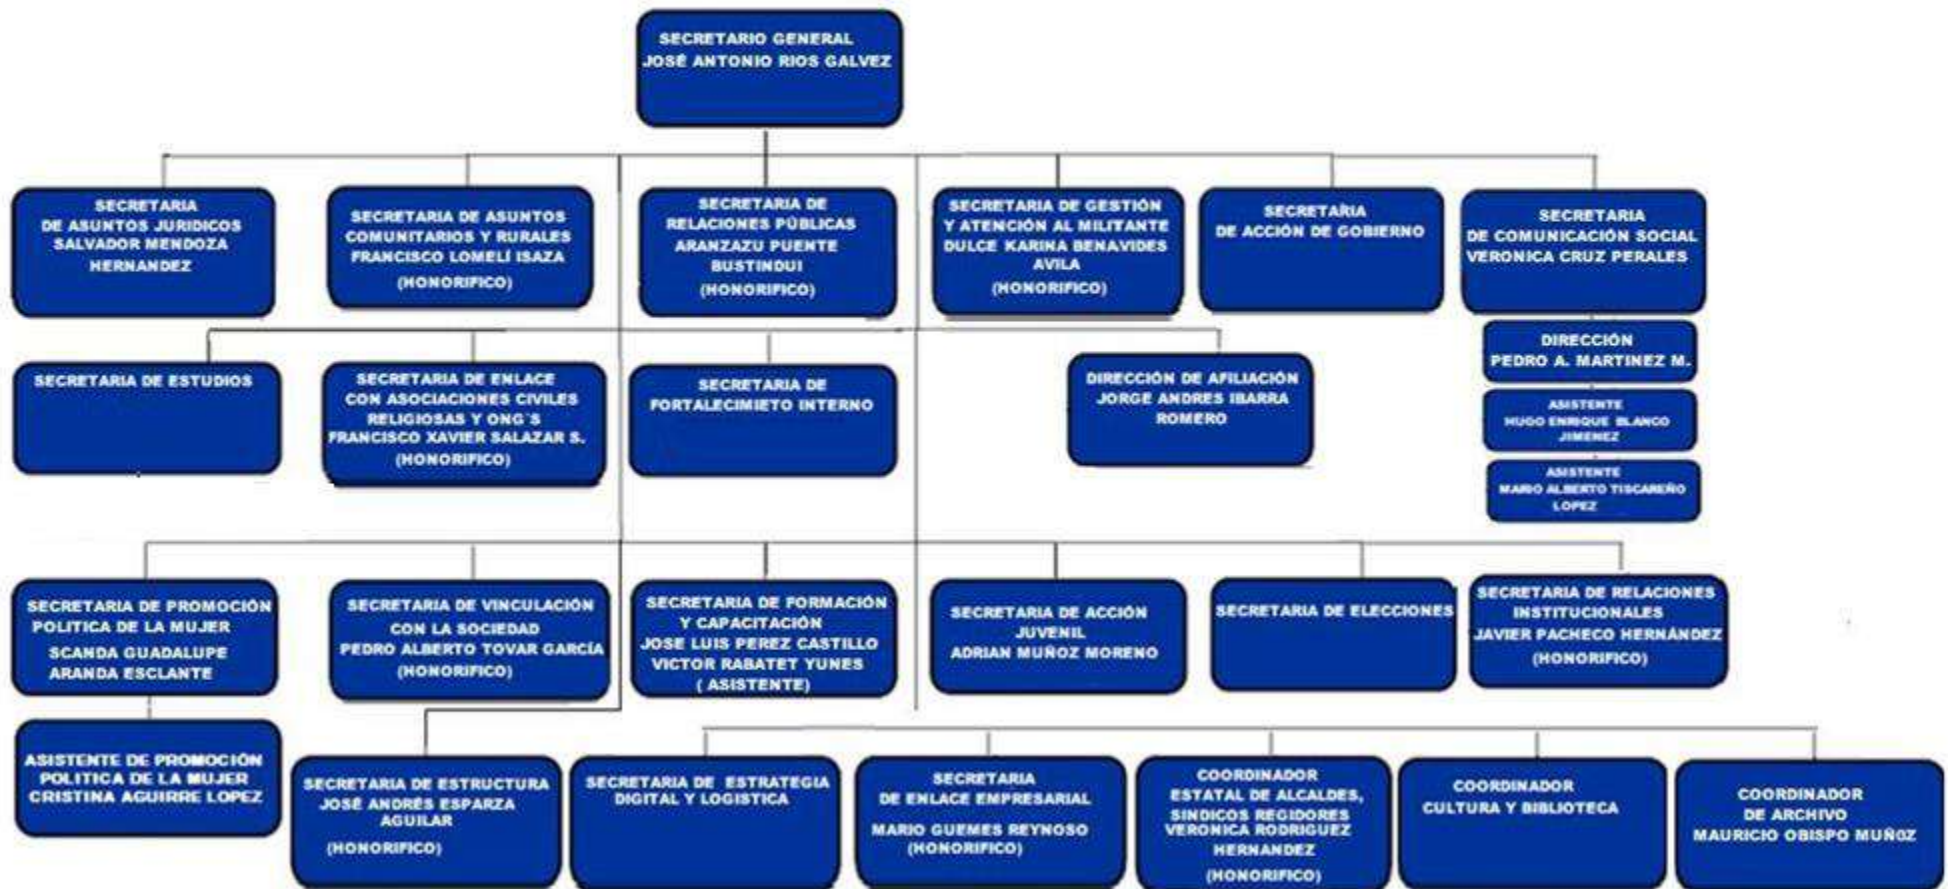 SECRETARIO GENERAL
JOSÉ ANTONIO RIOS GALVEZ
SECRETARIA
DE ASUNTOS JURIDICOS
SALVADOR MENDOZA
HERNANDEZ
SECRETARIA DE ASUNTOS
COMUNITARIOS Y RURALES
FRANCISCO LOMELÍ ISAZA
(HONORIFICO)
SECRETARIA DE
RELACIONES PÚBLICAS
ARANZAZU PUENTE
BUSTINDUI
(HONORIFICO)
SECRETARIA DE GESTIÓN
Y ATENCIÓN AL MILITANTE
DULCE KARINA BENAVIDES
AVILA
(HONORIFICO)
SECRETARÍA
DE ACCIÓN DE GOBIERNO
SECRETARIA
DE COMUNICACIÓN SOCIAL
VERONICA CRUZ PERALES
DIRECCIÓN
PEDRO A. MARTINEZ M.
ASISTENTE
HUGO ENRIQUE BLANCO
JIMENEZ
ASISTENTE
MARIO ALBERTO TISCAREÑO
LOPEZ
SECRETARIA DE ESTUDIOS
SECRETARIA DE ENLACE
CON ASOCIACIONES CIVILES
RELIGIOSAS Y ONG´S
FRANCISCO XAVIER SALAZAR S.
(HONORIFICO)
SECRETARIA DE
FORTALECIMIETO INTERNO
DIRECCIÓN DE AFILIACIÓN
JORGE ANDRES IBARRA
ROMERO
SECRETARIA DE PROMOCIÓN
POLITICA DE LA MUJER
SCANDA GUADALUPE
ARANDA ESCLANTE
SECRETARIA DE VINCULACIÓN
CON LA SOCIEDAD
PEDRO ALBERTO TOVAR GARCÍA
(HONORIFICO)
SECRETARIA DE FORMACIÓN
Y CAPACITACIÓN
JOSE LUIS PEREZ CASTILLO
VICTOR RABATET YUNES
( ASISTENTE)
SECRETARIA DE ACCIÓN
JUVENIL
ADRIAN MUÑOZ MORENO
SECRETARIA DE ELECCIONES
SECRETARIA DE RELACIONES
INSTITUCIONALES
JAVIER PACHECO HERNÁNDEZ
(HONORIFICO)
ASISTENTE DE PROMOCIÓN
POLITICA DE LA MUJER
CRISTINA AGUIRRE LOPEZ
SECRETARIA DE ESTRUCTURA
JOSÉ ANDRÉS ESPARZA
AGUILAR
(HONORIFICO)
SECRETARIA DE ESTRATEGIA
DIGITAL Y LOGISTICA
SECRETARIA
DE ENLACE EMPRESARIAL
MARIO GUEMES REYNOSO
(HONORIFICO)
COORDINADOR
ESTATAL DE ALCALDES,
SINDICOS REGIDORES
VERONICA RODRIGUEZ
HERNANDEZ
(HONORIFICO)
COORDINADOR
CULTURA Y BIBLIOTECA
COORDINADOR
DE ARCHIVO
MAURICIO OBISPO MUÑOZ